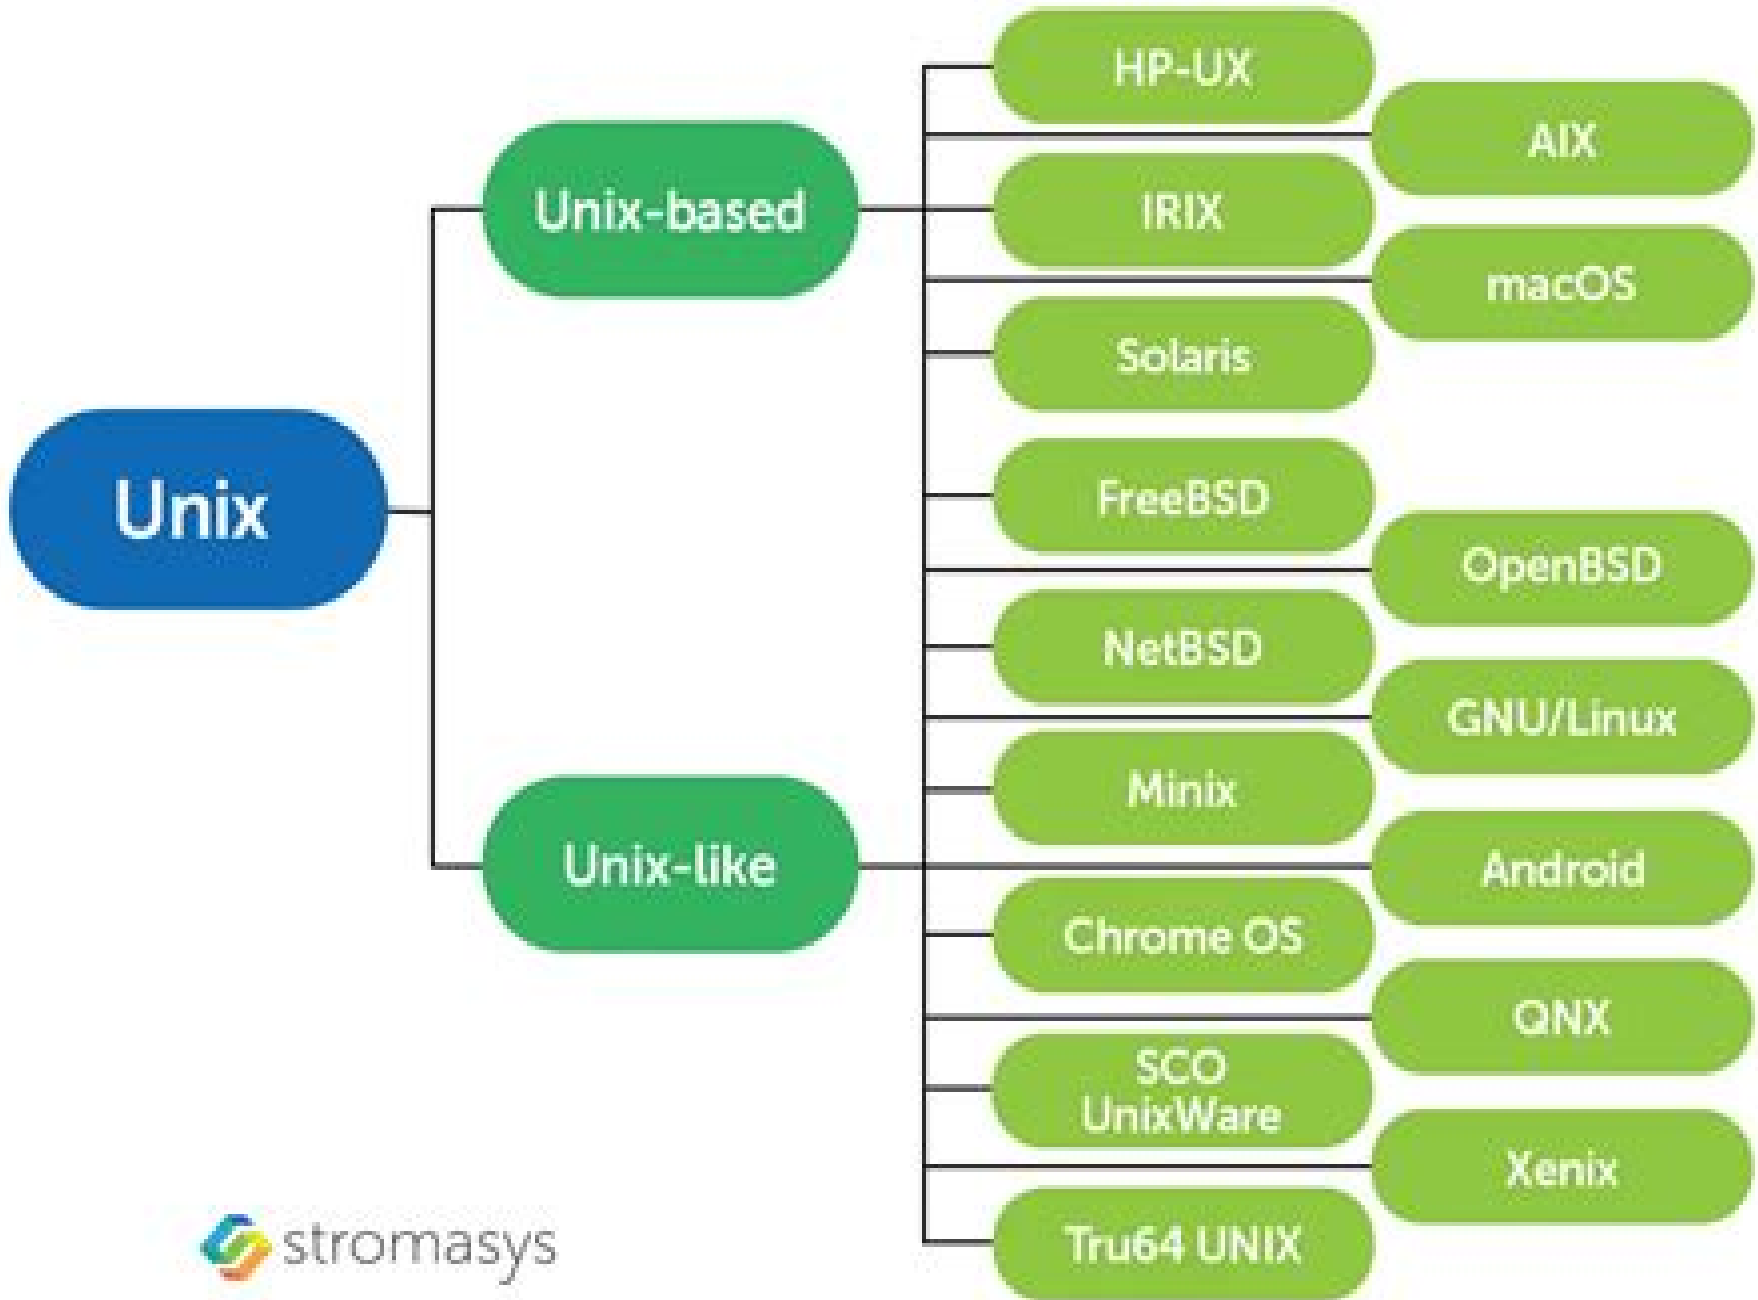 Unix
Unix-based
Unix-like
HP-UX
AIX
IRIX
macOS
Solaris
FreeBSD
OpenBSD
NetBSD
GNU/Linux
Minix
Android
Chrome OS
QNX
SCO
UnixWare
Xenix
Tru64 UNIX
stromasys